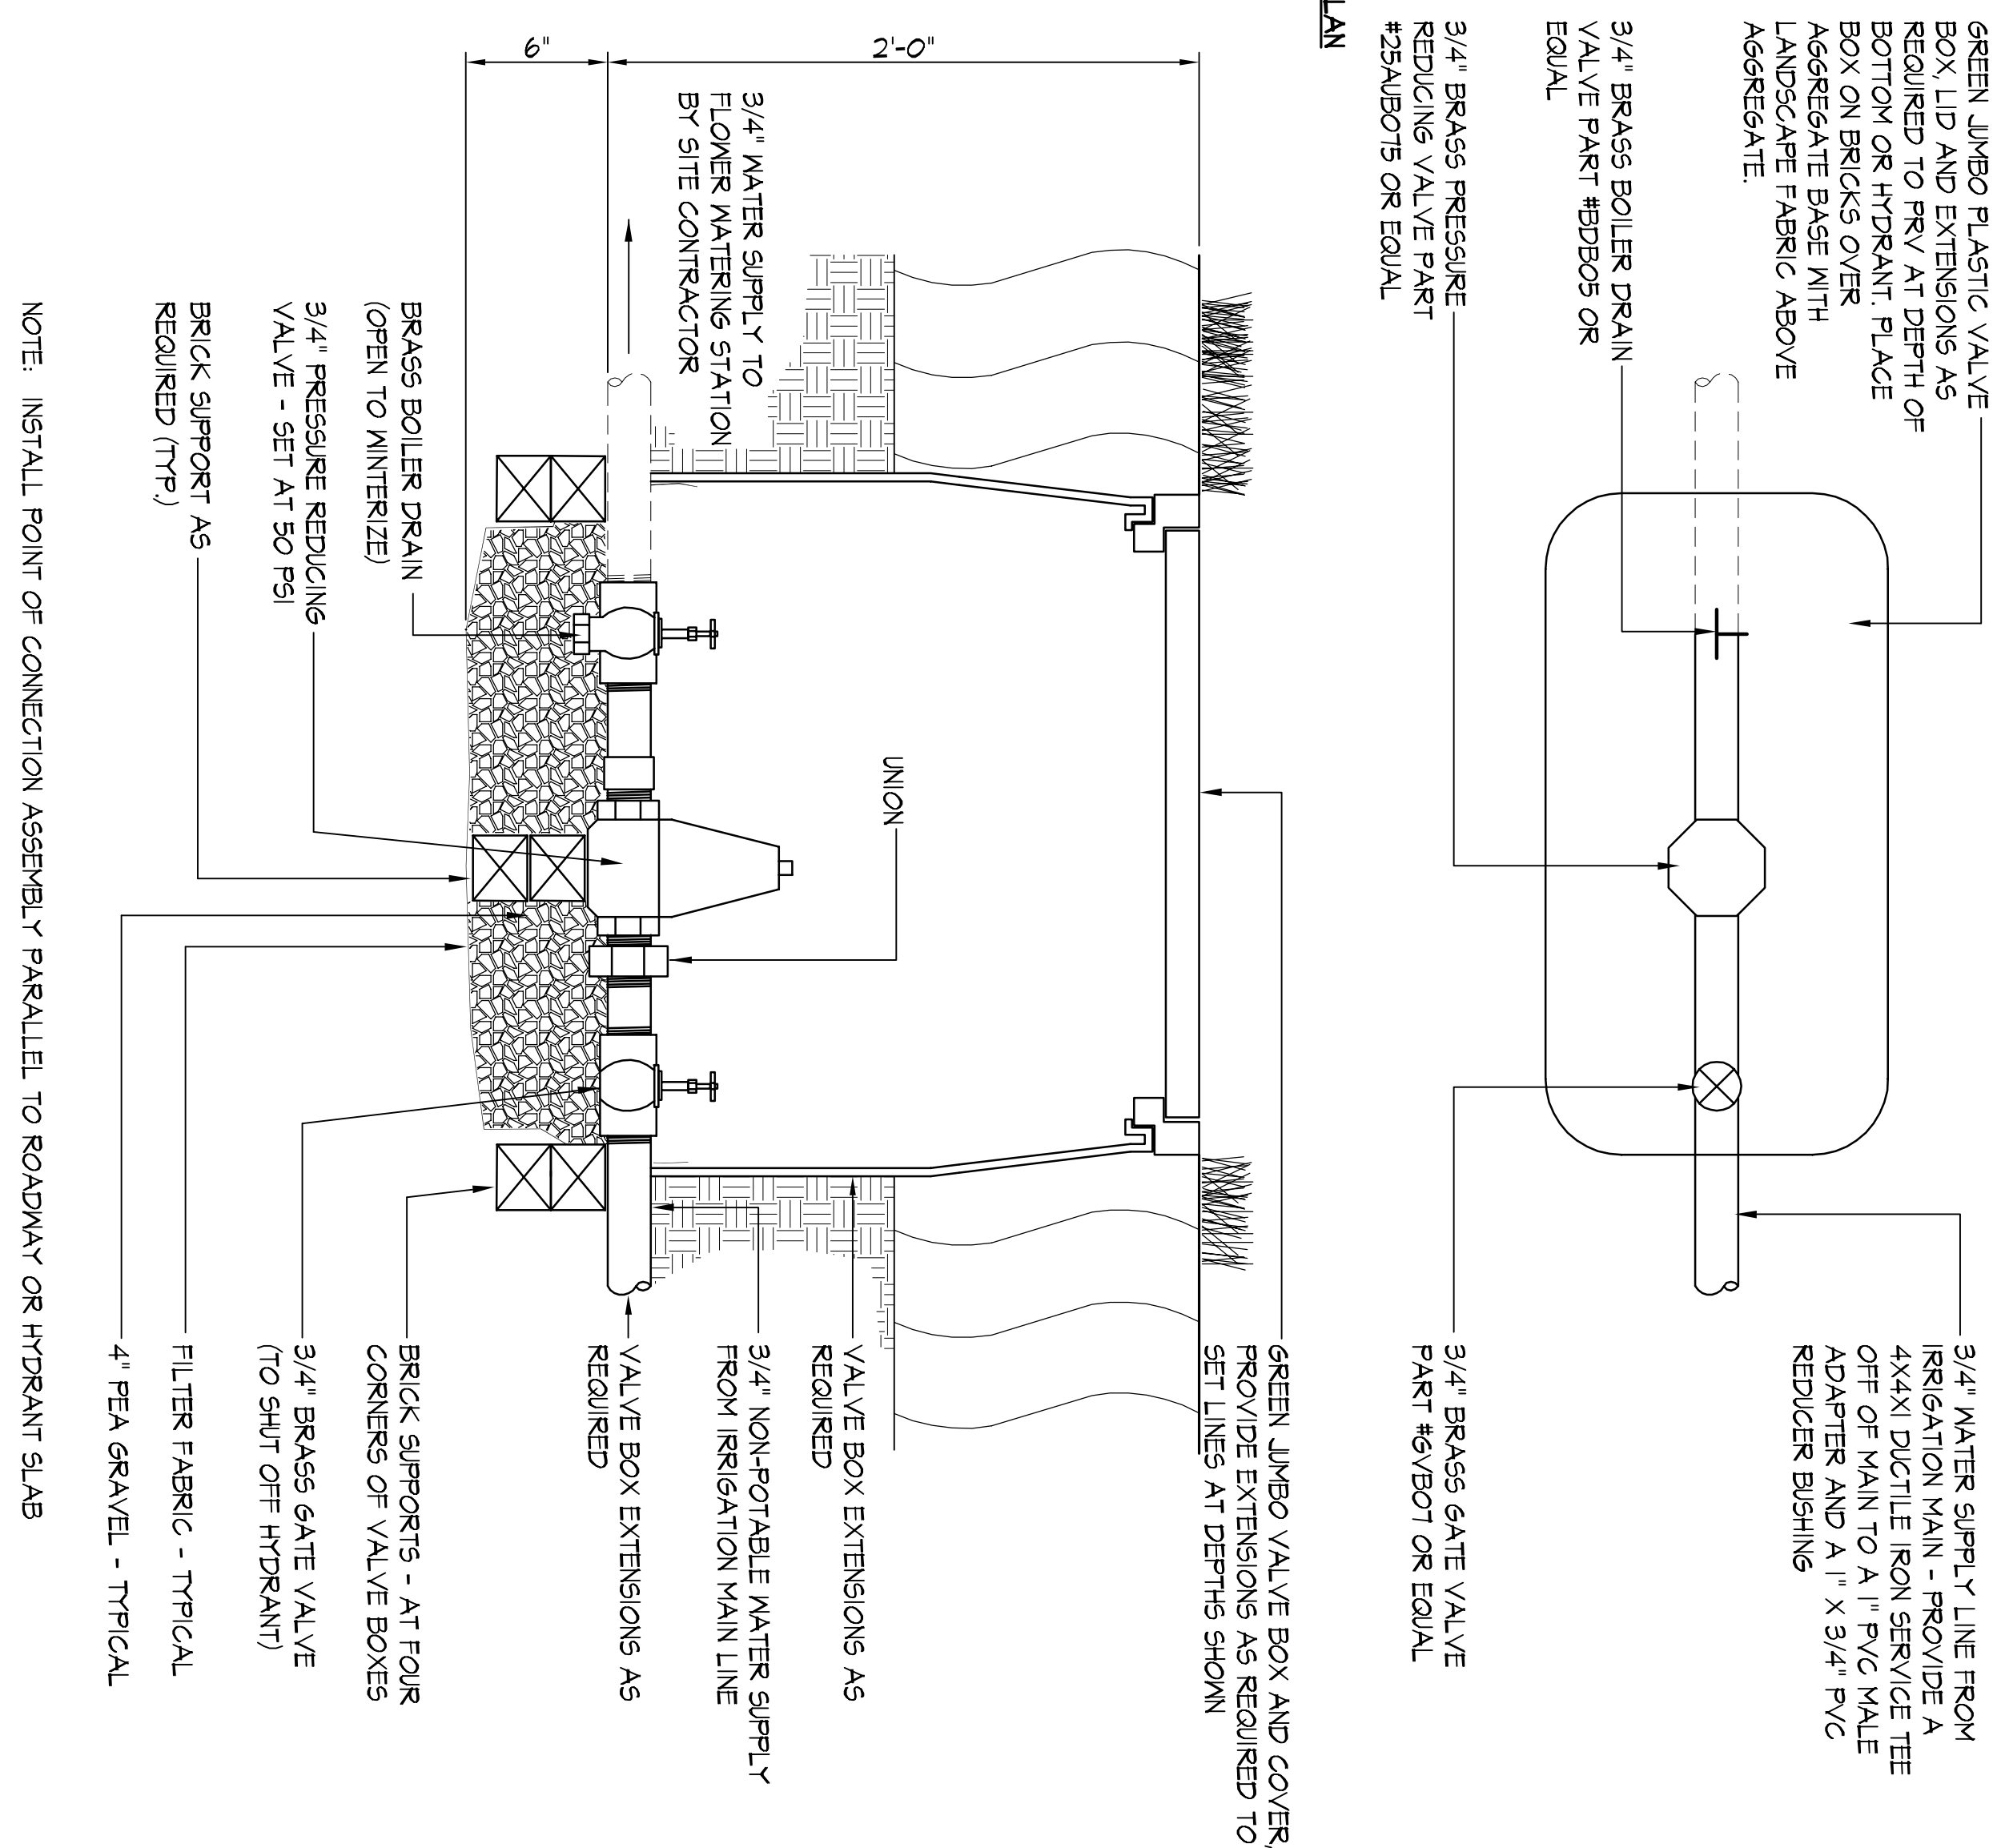 GREEN JUMBO PLASTIC VALVE
BOX, LID AND EXTENSIONS AS
REQUIRED TO PRV AT DEPTH OF
BOTTOM OR HYDRANT. PLACE
BOX ON BRICKS OVER
AGGREGATE BASE WITH
LANDSCAPE FABRIC ABOVE
AGGREGATE.
3/4" BRASS BOILER DRAIN
VALVE PART #BDB05 OR
EQUAL
3/4" BRASS PRESSURE
REDUCING VALVE PART
#25AUB075 OR EQUAL
3/4" WATER SUPPLY LINE FROM
IRRIGATION MAIN - PROVIDE A
4X4X1 DUCTILE IRON SERVICE TEE
OFF OF MAIN TO A 1" PVC MALE
ADAPTER AND A 1" X 3/4" PVC
REDUCER BUSHING
3/4" BRASS GATE VALVE
PART #GVB07 OR EQUAL
LAN
GREEN JUMBO VALVE BOX AND COVER,
PROVIDE EXTENSIONS AS REQUIRED TO
SET LINES AT DEPTHS SHOWN
2'-0"
6"
3/4" WATER SUPPLY TO
FLOWER WATERING STATION
BY SITE CONTRACTOR
UNION
VALVE BOX EXTENSIONS AS
REQUIRED
3/4" NON-POTABLE WATER SUPPLY
FROM IRRIGATION MAIN LINE
VALVE BOX EXTENSIONS AS
REQUIRED
BRASS BOILER DRAIN
(OPEN TO WINTERIZE)
3/4" PRESSURE REDUCING
VALVE - SET AT 50 PSI
BRICK SUPPORT AS
REQUIRED (TYP.)
BRICK SUPPORTS - AT FOUR
CORNERS OF VALVE BOXES
3/4" BRASS GATE VALVE
(TO SHUT OFF HYDRANT)
FILTER FABRIC - TYPICAL
4" PEA GRAVEL - TYPICAL
NOTE: INSTALL POINT OF CONNECTION ASSEMBLY PARALLEL TO ROADWAY OR HYDRANT SLAB